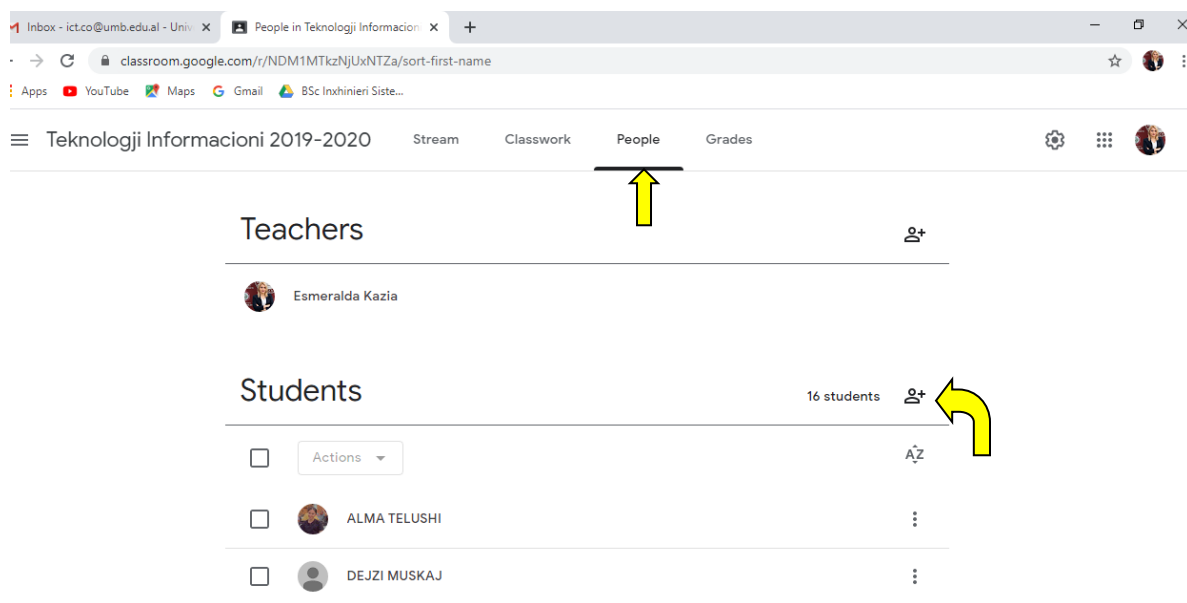 Inbox - ict.co@umb.edu.al - Univ People in Teknologji Informacion
classroom.google.com/r/NDM1MTkzNjUxNTZa/sort-first-name
Apps YouTube Maps Gmail BSc Inxhinieri Siste...
Teknologji Informacioni 2019-2020 Stream Classwork People Grades
Teachers
Esmeralda Kazia
Students 16 students
Actions AZ
ALMA TELUSHI
DEJZI MUSKAJ